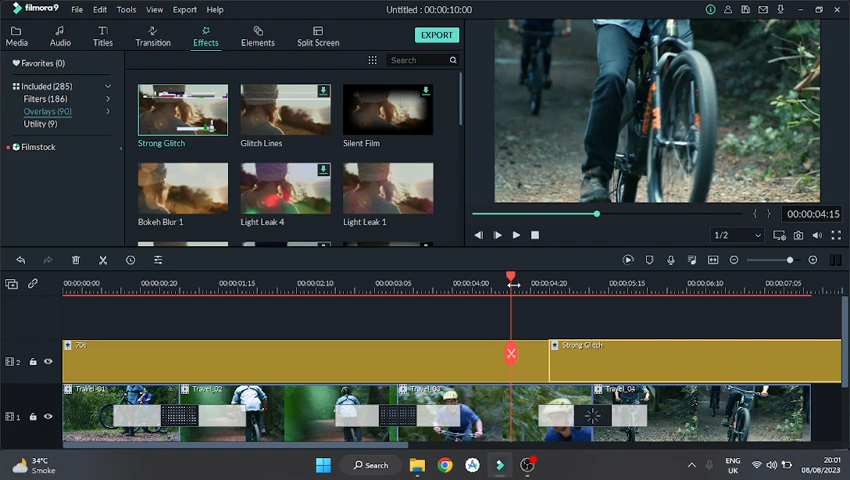 filmora9 File Edit Tools View Export Help Untitled : 00:00:10:00
Media Audio Titles Transition Effects Elements Split Screen EXPORT
Favorites (0)
Included (285)
Filters (186)
Overlays (90)
Utility (9)
Filmstock
Search
Strong Glitch Glitch Lines Silent Film
Bokeh Blur 1 Light Leak 4 Light Leak 1
{ } 00:00:04:15
1/2
00:00:00:00 00:00:00:20 00:00:01:15 00:00:02:10 00:00:03:05 00:00:04:00 00:00:04:20 00:00:05:15 00:00:06:10 00:00:07:05
2 70s Strong Glitch
1 Travel_01 Travel_02 Travel_03 Travel_04
34°C
Smoke
Search
ENG
UK
20:01
08/08/2023